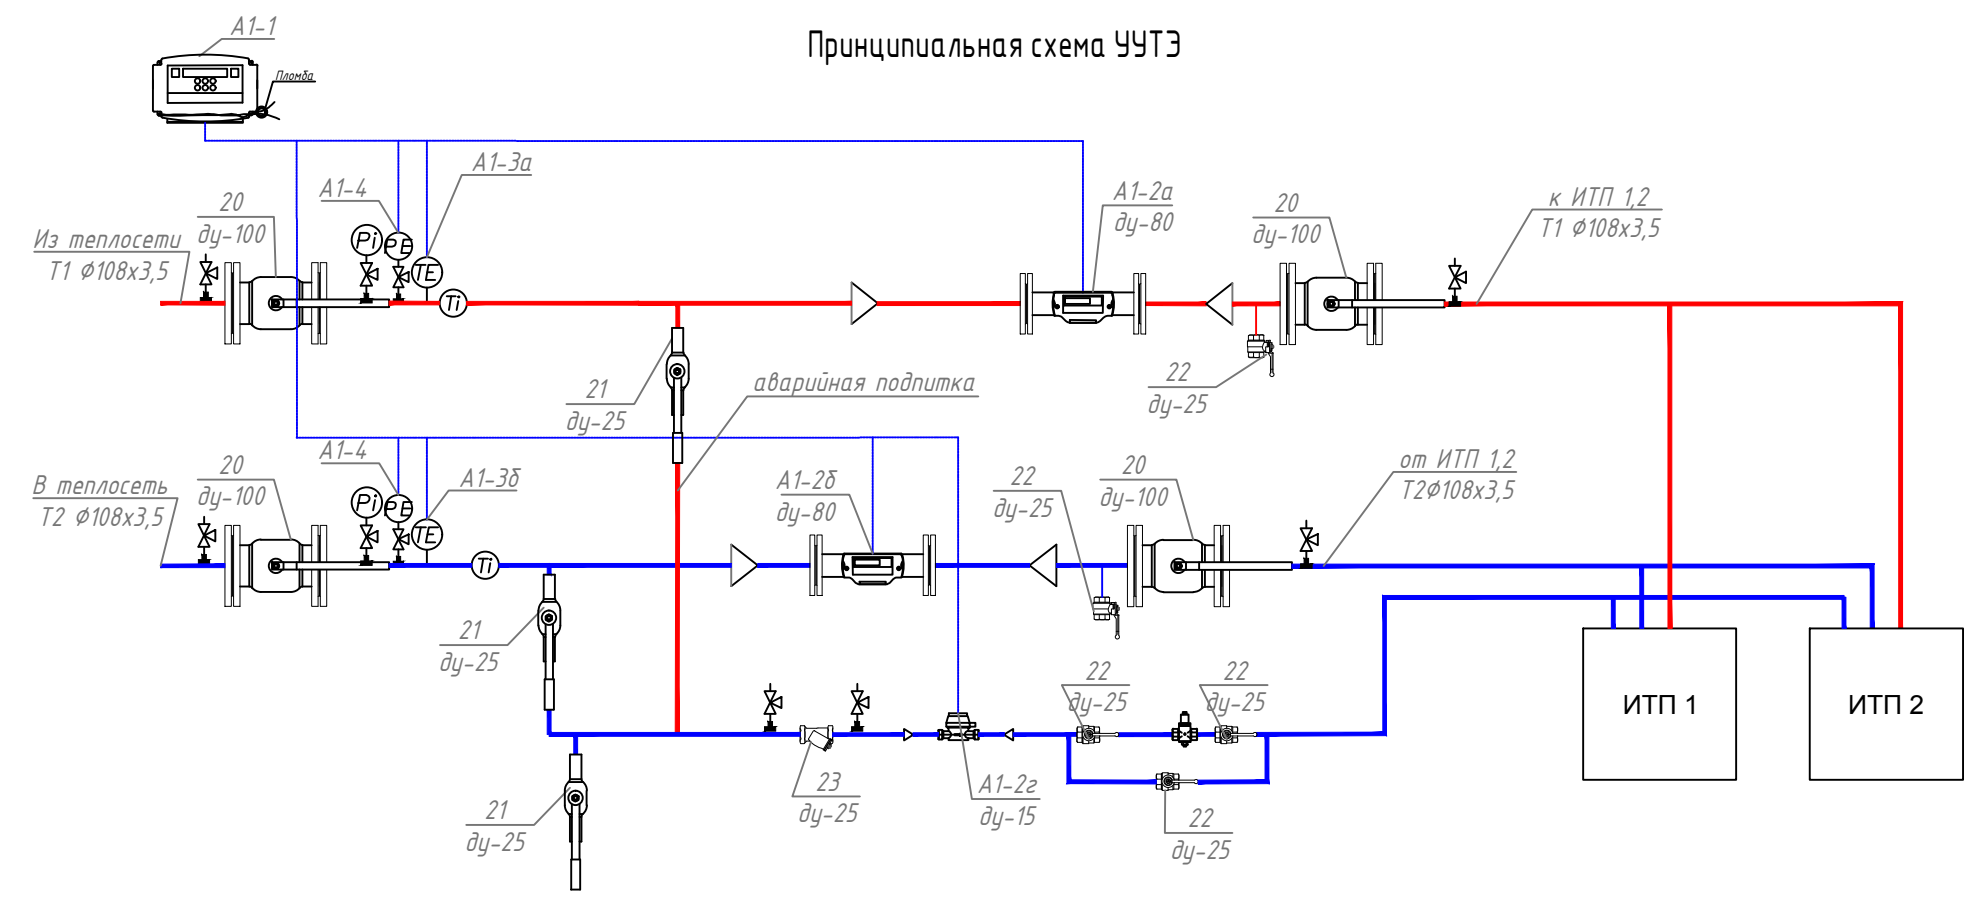 Принципиальная схема УУТЭ
А1-1
Пломба
А1-3а
А1-4
20
ду-100
Из теплосети
Т1 Ф108х3,5
Pi
PE
TE
Ti
А1-2а
ду-80
20
ду-100
к ИТП 1,2
Т1 Ф108х3,5
21
ду-25
аварийная подпитка
22
ду-25
А1-4
20
ду-100
В теплосеть
Т2 Ф108х3,5
Pi
PE
TE
А1-3б
Ti
А1-2б
ду-80
22
ду-25
20
ду-100
от ИТП 1,2
Т2Ф108х3,5
21
ду-25
22
ду-25
22
ду-25
ИТП 1
ИТП 2
21
ду-25
23
ду-25
А1-2г
ду-15
22
ду-25